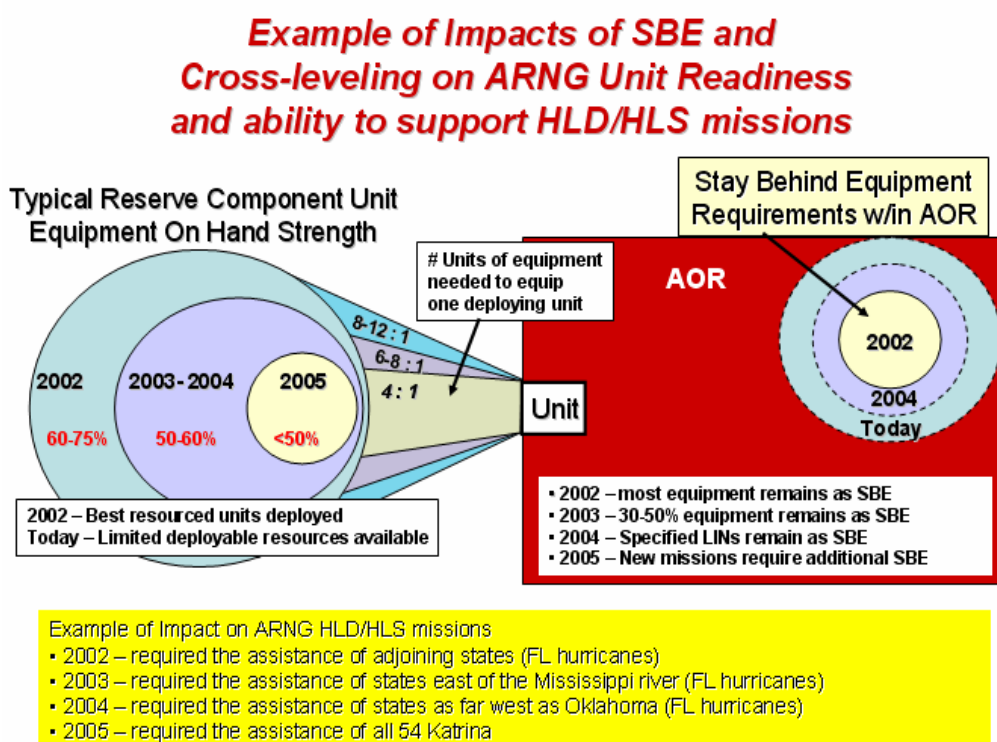 Example of Impacts of SBE and
Cross-leveling on ARNG Unit Readiness
and ability to support HLD/HLS missions
Typical Reserve Component Unit
Equipment On Hand Strength
Stay Behind Equipment
Requirements w/in AOR
# Units of equipment
needed to equip
one deploying unit
AOR
8-12 : 1
6-8 : 1
4 : 1
2002
2003-2004
2005
60-75%
50-60%
<50%
Unit
2002
2004
Today
2002 – Best resourced units deployed
Today – Limited deployable resources available
▪ 2002 – most equipment remains as SBE
▪ 2003 – 30-50% equipment remains as SBE
▪ 2004 – Specified LINs remain as SBE
▪ 2005 – New missions require additional SBE
Example of Impact on ARNG HLD/HLS missions
▪ 2002 – required the assistance of adjoining states (FL hurricanes)
▪ 2003 – required the assistance of states east of the Mississippi river (FL hurricanes)
▪ 2004 – required the assistance of states as far west as Oklahoma (FL hurricanes)
▪ 2005 – required the assistance of all 54 Katrina